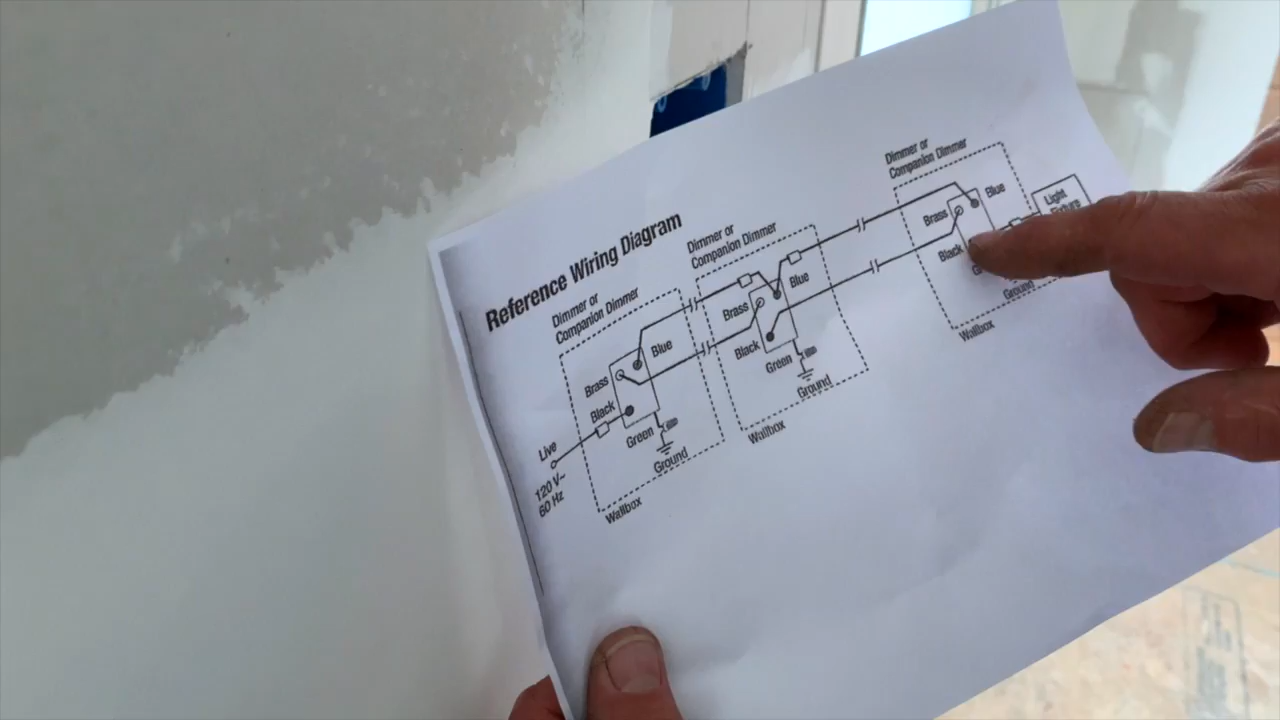 Reference Wiring Diagram
Dimmer or
Companion Dimmer
Blue
Brass
Black
Green
Ground
Live
120 V~
60 Hz
Wallbox
Dimmer or
Companion Dimmer
Blue
Brass
Black
Green
Ground
Wallbox
Dimmer or
Companion Dimmer
Blue
Brass
Black
Ground
Wallbox
Light